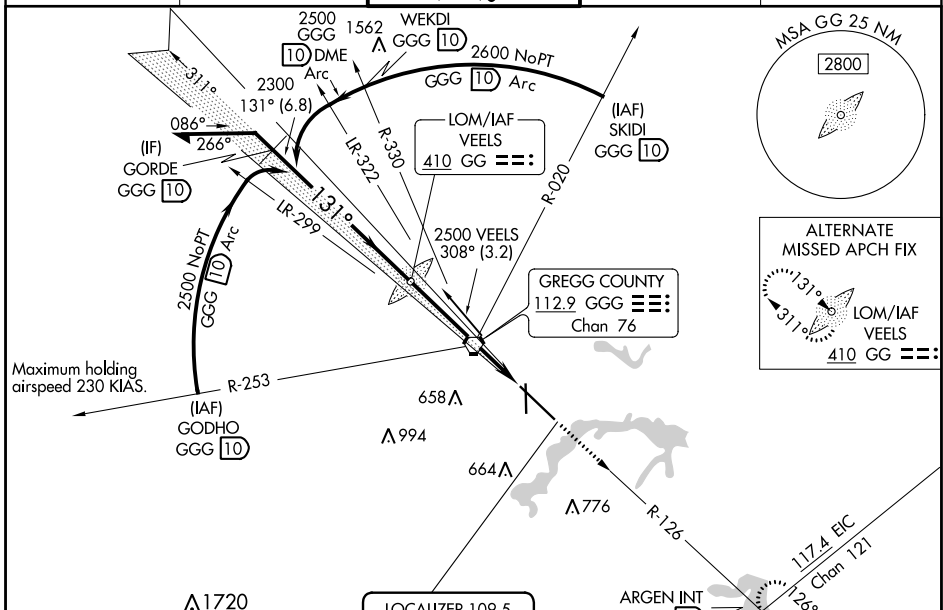 2500
GGG
10 DME
Arc
1562
WEKDI
GGG 10
2600 NoPT
GGG 10 Arc
MSA GG 25 NM
2800
311°
2300
131° (6.8)
086°
266°
(IF)
GORDE
GGG 10
LR-299
131°
LR-322
R-330
LOM/IAF
VEELS
410 GG
(IAF)
SKIDI
GGG 10
R-020
2500 NoPT
GGG 10 Arc
2500 VEELS
308° (3.2)
GREGG COUNTY
112.9 GGG
Chan 76
ALTERNATE
MISSED APCH FIX
131°
311°
LOM/IAF
VEELS
410 GG
Maximum holding
airspeed 230 KIAS.
R-253
(IAF)
GODHO
GGG 10
658
994
664
776
R-126
117.4 EIC
Chan 121
126°
1720
LOCALIZER 109.5
ARGEN INT